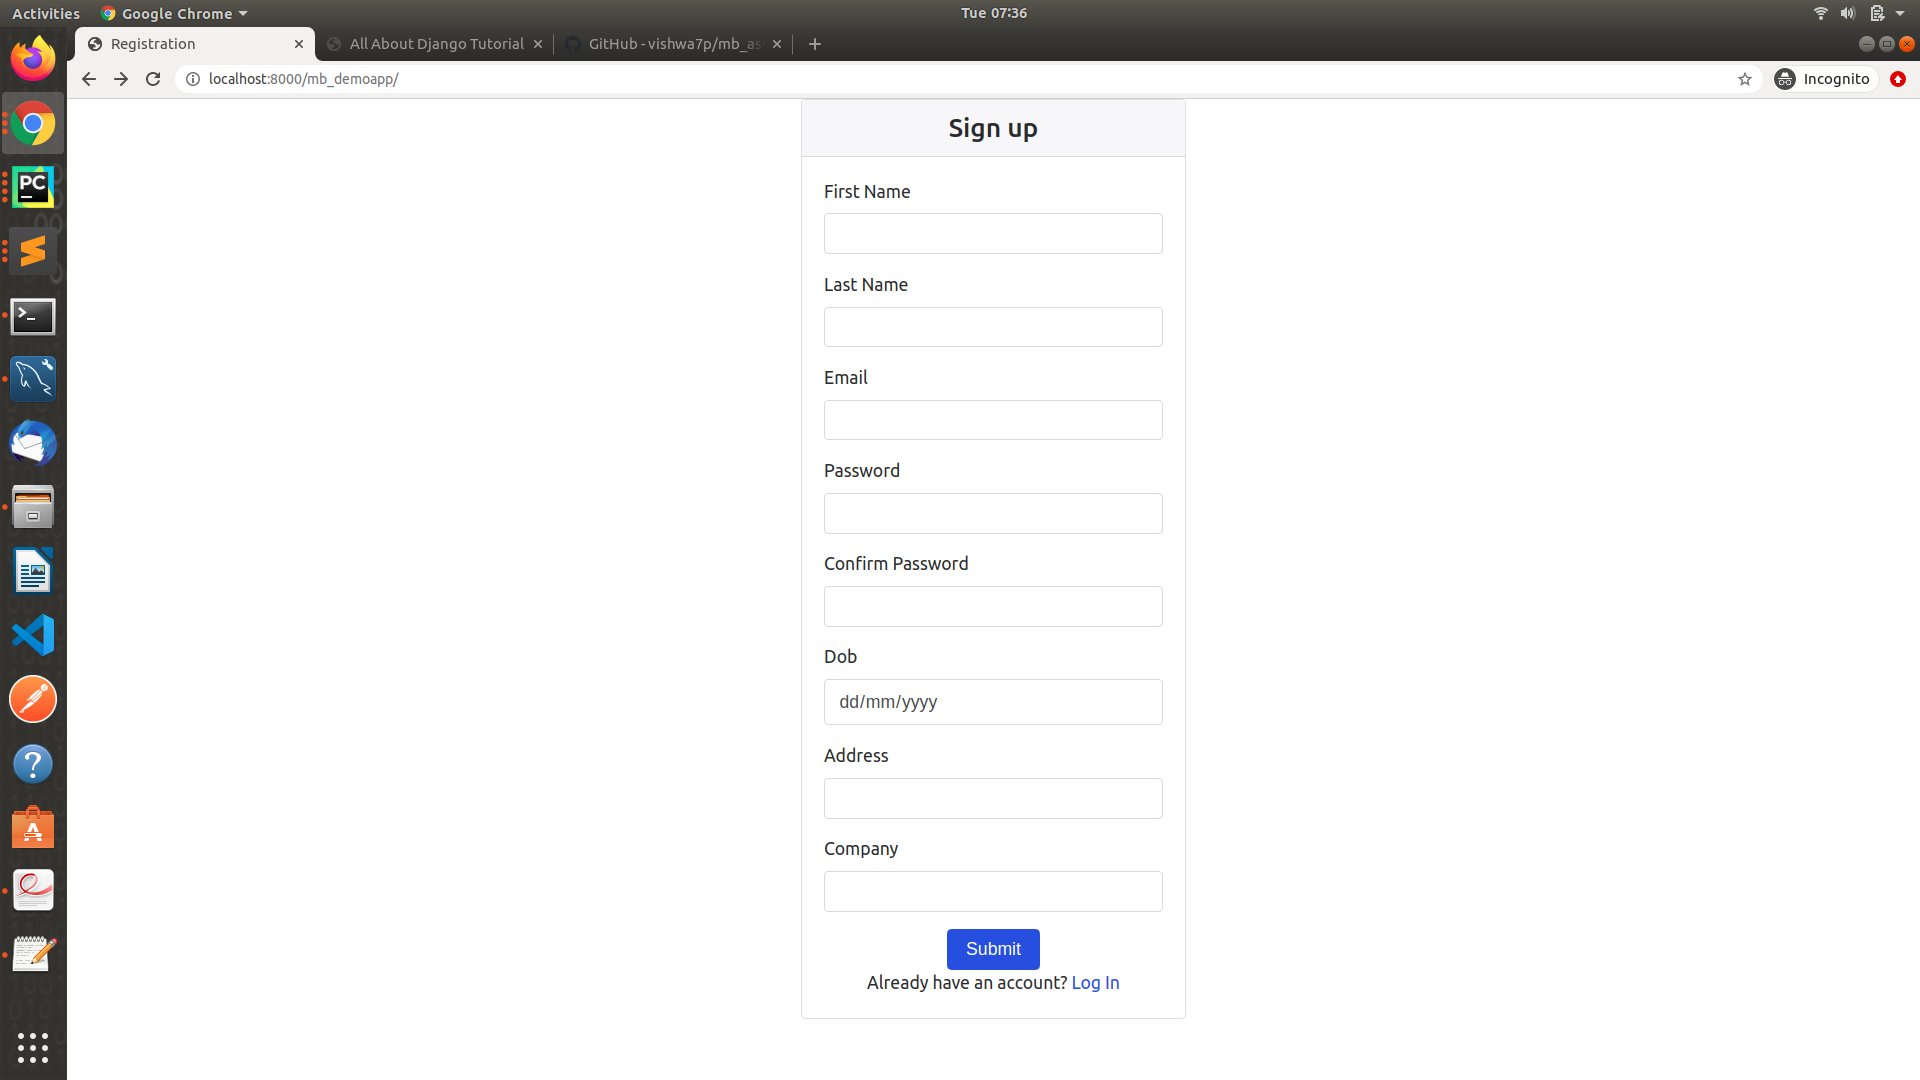 Activities Google Chrome Tue 07:36
Registration All About Django Tutorial GitHub - vishwa7p/mb_as
localhost:8000/mb_demoapp/ Incognito
Sign up
First Name
Last Name
Email
Password
Confirm Password
Dob
dd/mm/yyyy
Address
Company
Submit
Already have an account? Log In
PC